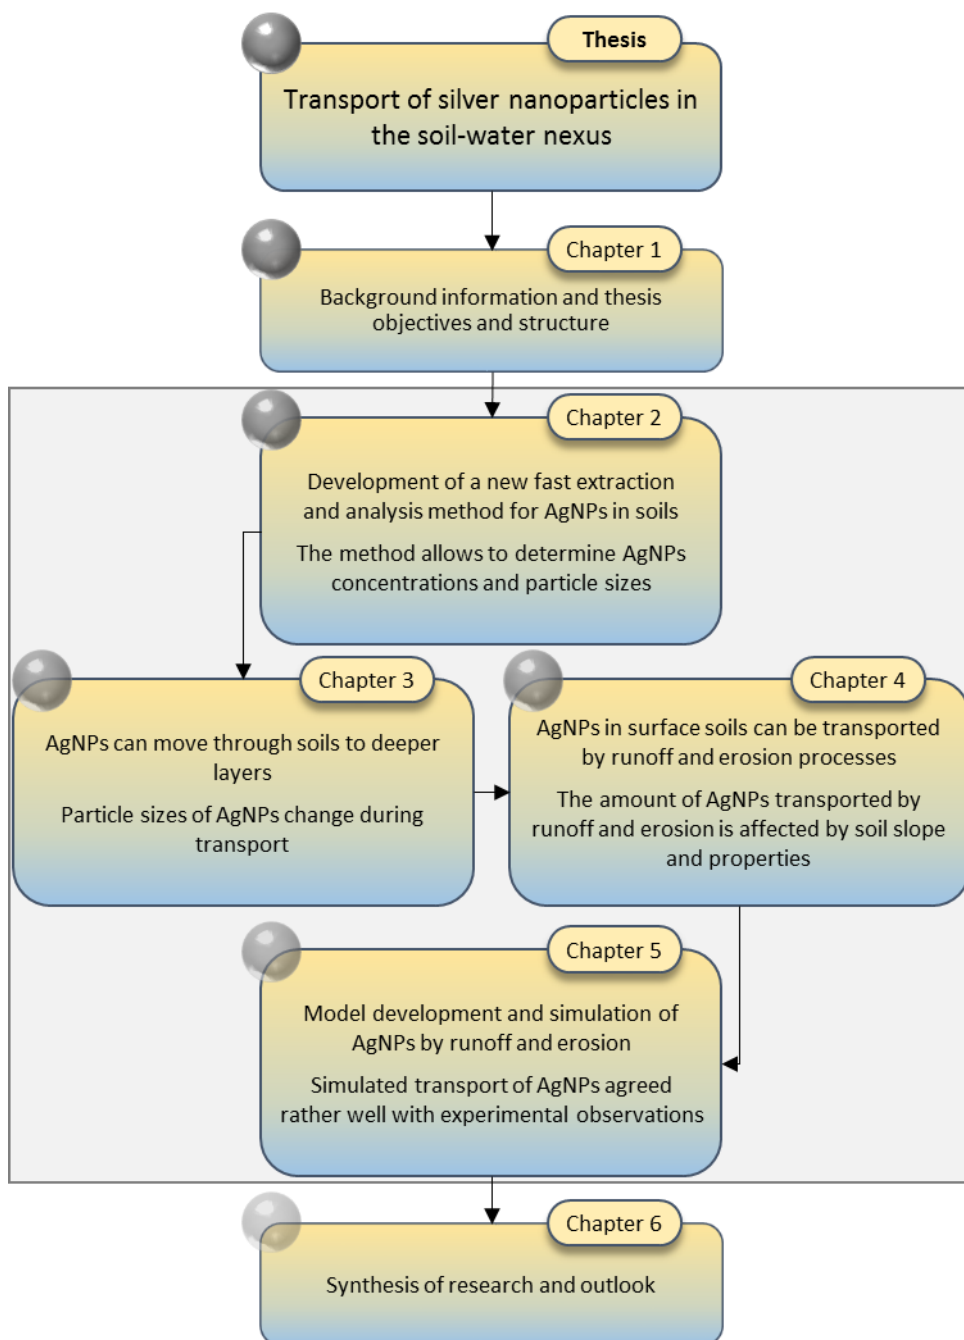 Thesis
Transport of silver nanoparticles in
the soil-water nexus
Chapter 1
Background information and thesis
objectives and structure
Chapter 2
Development of a new fast extraction
and analysis method for AgNPs in soils
The method allows to determine AgNPs
concentrations and particle sizes
Chapter 3
AgNPs can move through soils to deeper
layers
Particle sizes of AgNPs change during
transport
Chapter 4
AgNPs in surface soils can be transported
by runoff and erosion processes
The amount of AgNPs transported by
runoff and erosion is affected by soil slope
and properties
Chapter 5
Model development and simulation of
AgNPs by runoff and erosion
Simulated transport of AgNPs agreed
rather well with experimental observations
Chapter 6
Synthesis of research and outlook